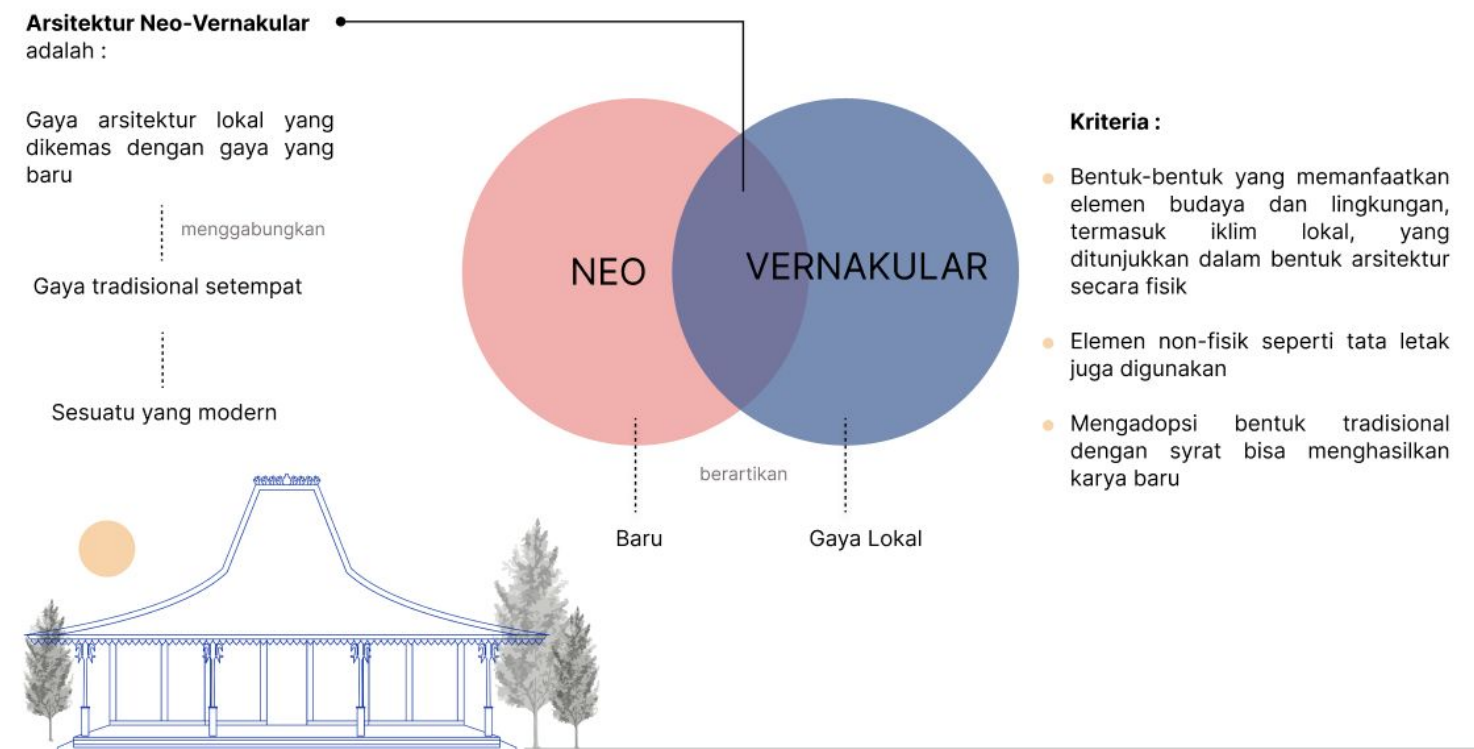 Arsitektur Neo-Vernakular
adalah :
Gaya arsitektur lokal yang
dikemas dengan gaya yang
baru
menggabungkan
Gaya tradisional setempat
Sesuatu yang modern
NEO
VERNAKULAR
berartikan
Baru
Gaya Lokal
Kriteria :
Bentuk-bentuk yang memanfaatkan
elemen budaya dan lingkungan,
termasuk iklim lokal, yang
ditunjukkan dalam bentuk arsitektur
secara fisik
Elemen non-fisik seperti tata letak
juga digunakan
Mengadopsi bentuk tradisional
dengan syrat bisa menghasilkan
karya baru